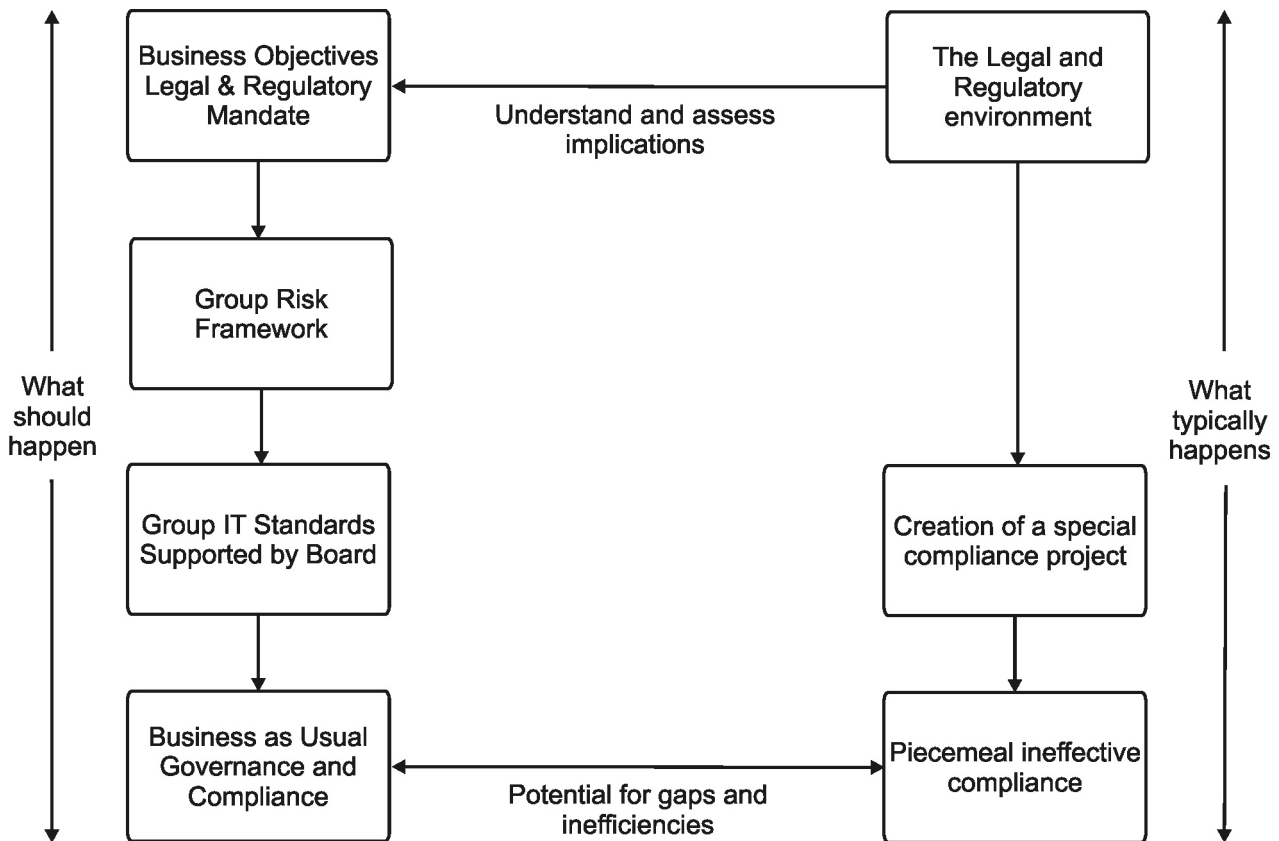 Business Objectives
Legal & Regulatory
Mandate
The Legal and
Regulatory
environment
Understand and assess
implications
Group Risk
Framework
What
should
happen
What
typically
happens
Group IT Standards
Supported by Board
Creation of a special
compliance project
Business as Usual
Governance and
Compliance
Piecemeal ineffective
compliance
Potential for gaps and
inefficiencies